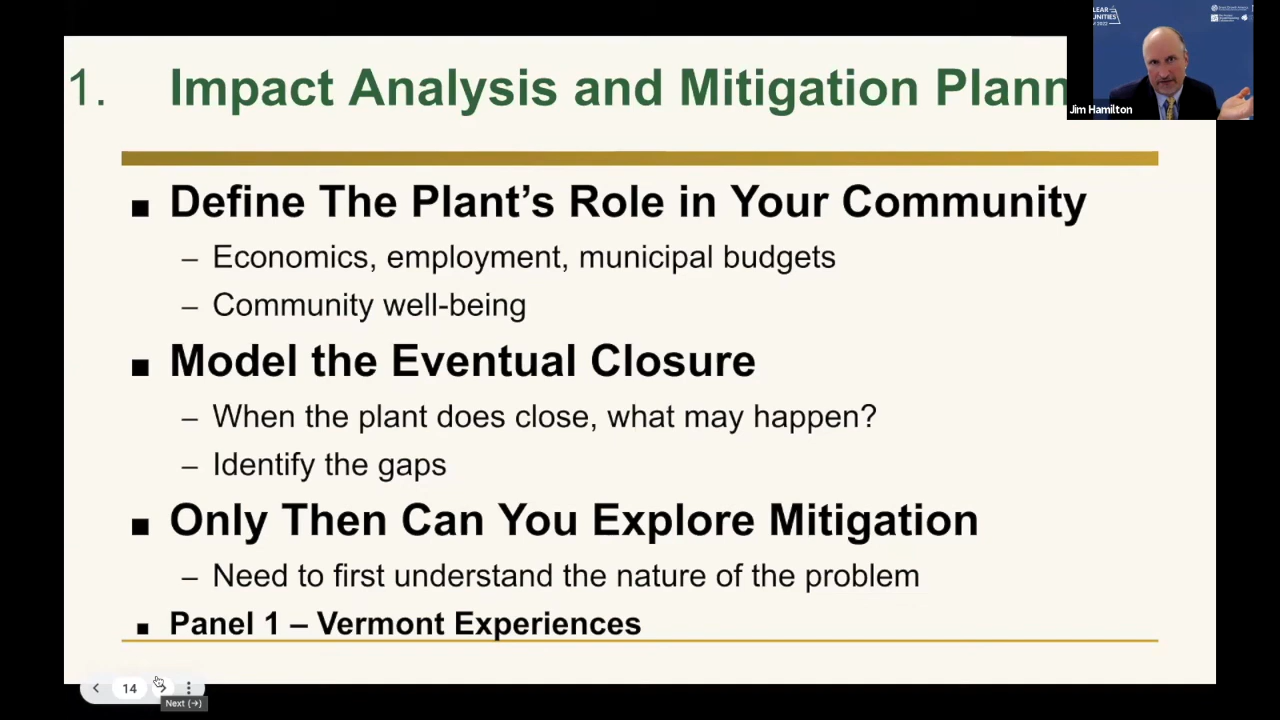 1. Impact Analysis and Mitigation Plann
LEAR
UNITIES
2022
Jim Hamilton
■ Define The Plant’s Role in Your Community
– Economics, employment, municipal budgets
– Community well-being
■ Model the Eventual Closure
– When the plant does close, what may happen?
– Identify the gaps
■ Only Then Can You Explore Mitigation
– Need to first understand the nature of the problem
■ Panel 1 – Vermont Experiences
14
Next (→)